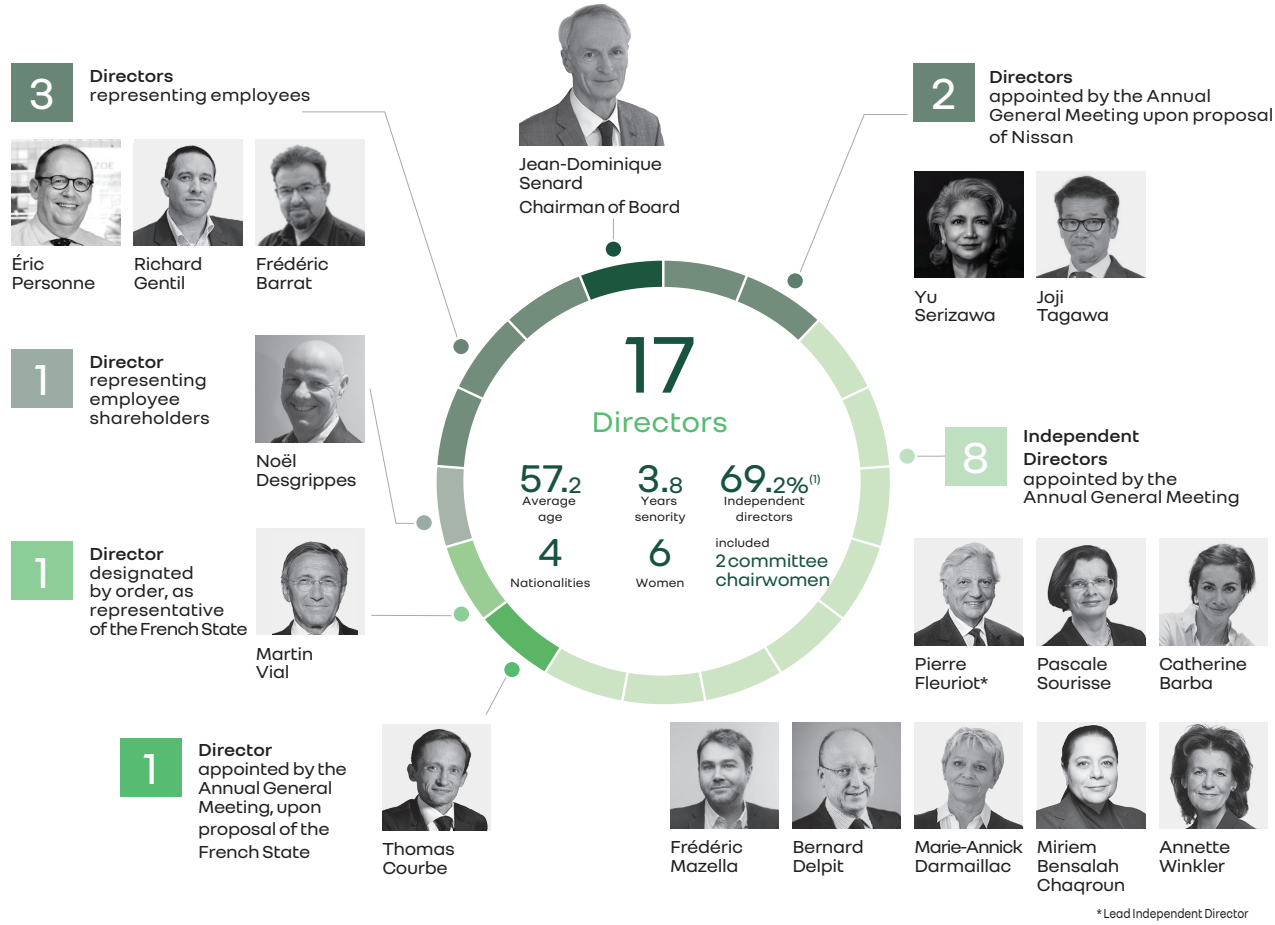 Jean-Dominique
Senard
Chairman of Board
3
Directors
representing employees
ZOE
Éric
Personne
Richard
Gentil
Frédéric
Barrat
2
Directors
appointed by the Annual
General Meeting upon proposal
of Nissan
Yu
Serizawa
Joji
Tagawa
1
Director
representing
employee
shareholders
Noël
Desgrippes
17
Directors
57.2
Average
age
3.8
Years
senority
69.2%(1)
Independent
directors
4
Nationalities
6
Women
included
2 committee
chairwomen
8
Independent
Directors
appointed by the
Annual General Meeting
1
Director
designated
by order, as
representative
of the French State
Martin
Vial
Pierre
Fleuriot*
Pascale
Sourisse
Catherine
Barba
1
Director
appointed by the
Annual General
Meeting, upon
proposal of the
French State
Thomas
Courbe
Frédéric
Mazella
Bernard
Delpit
Marie-Annick
Darmaillac
Miriem
Bensalah
Chaqroun
Annette
Winkler
* Lead Independent Director